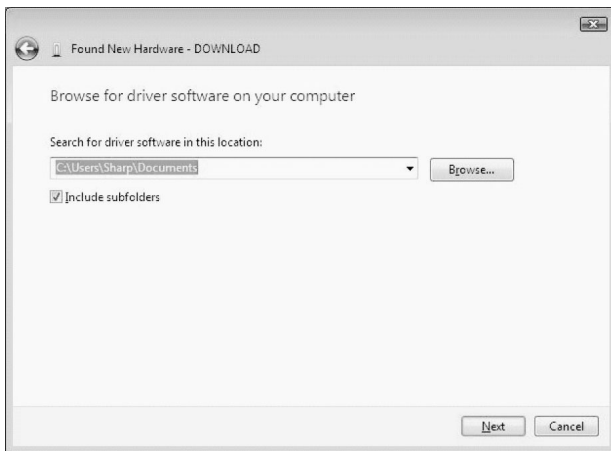 Found New Hardware - DOWNLOAD
Browse for driver software on your computer
Search for driver software in this location:
C:\Users\Sharp\Documents
Browse...
Include subfolders
Next
Cancel